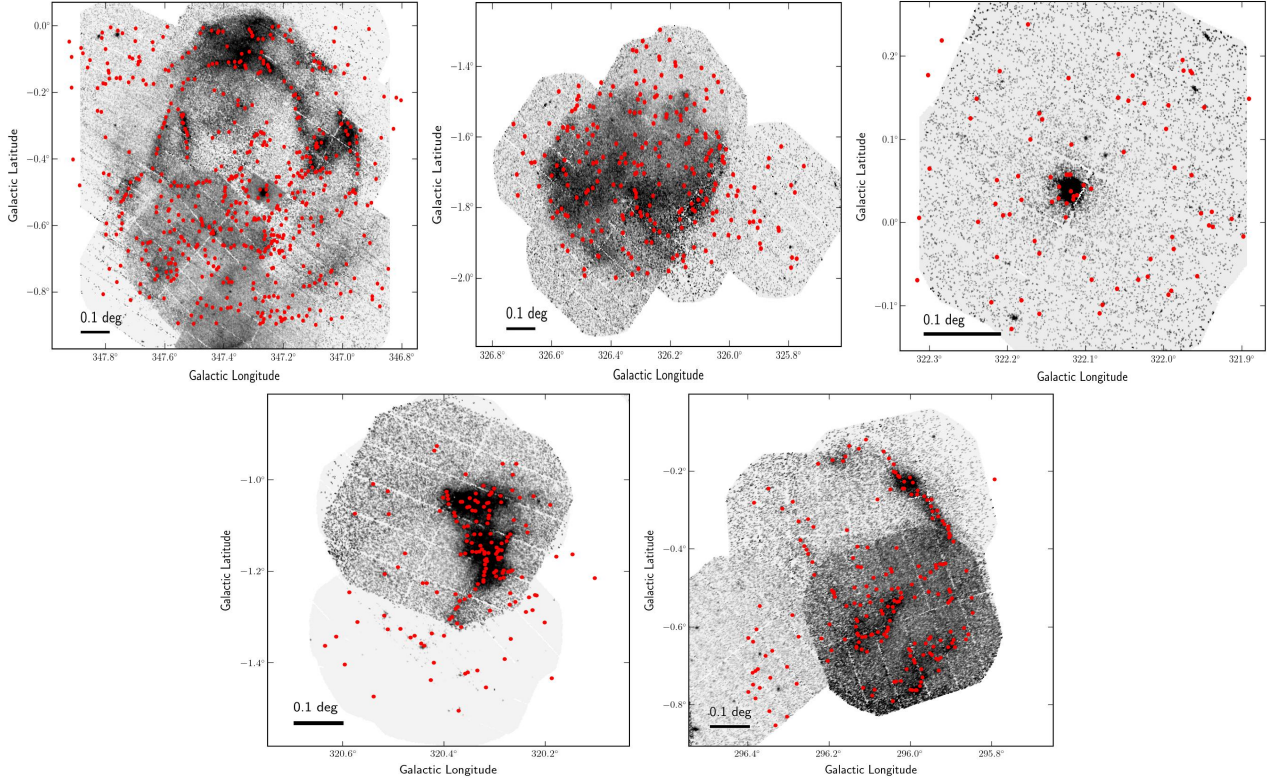 0.0°
−0.2°
−0.4°
−0.6°
−0.8°
Galactic Latitude
0.1 deg
347.8° 347.6° 347.4° 347.2° 347.0° 346.8°
Galactic Longitude
−1.4°
−1.6°
−1.8°
−2.0°
Galactic Latitude
0.1 deg
326.8° 326.6° 326.4° 326.2° 326.0° 325.8°
Galactic Longitude
0.2°
0.1°
0.0°
−0.1°
Galactic Latitude
0.1 deg
322.3° 322.2° 322.1° 322.0° 321.9°
Galactic Longitude
−1.0°
−1.2°
−1.4°
Galactic Latitude
0.1 deg
320.6° 320.4° 320.2°
Galactic Longitude
−0.2°
−0.4°
−0.6°
−0.8°
Galactic Latitude
0.1 deg
296.4° 296.2° 296.0° 295.8°
Galactic Longitude